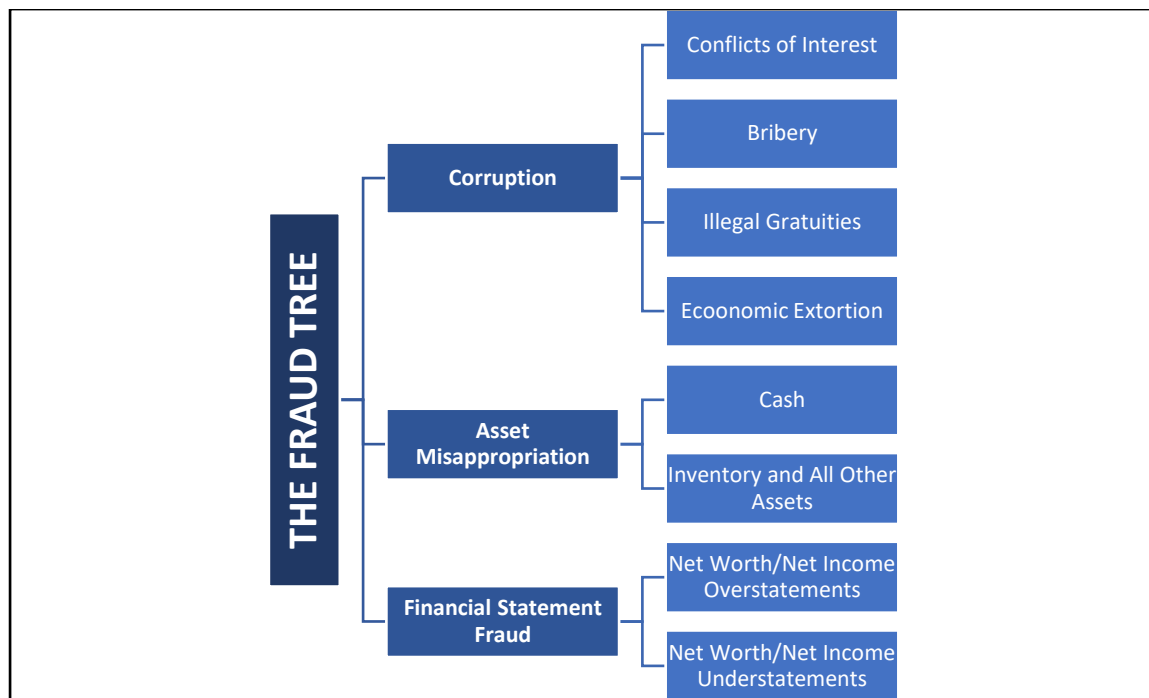 THE FRAUD TREE
Corruption
Conflicts of Interest
Bribery
Illegal Gratuities
Ecoonomic Extortion
Asset
Misappropriation
Cash
Inventory and All Other
Assets
Financial Statement
Fraud
Net Worth/Net Income
Overstatements
Net Worth/Net Income
Understatements